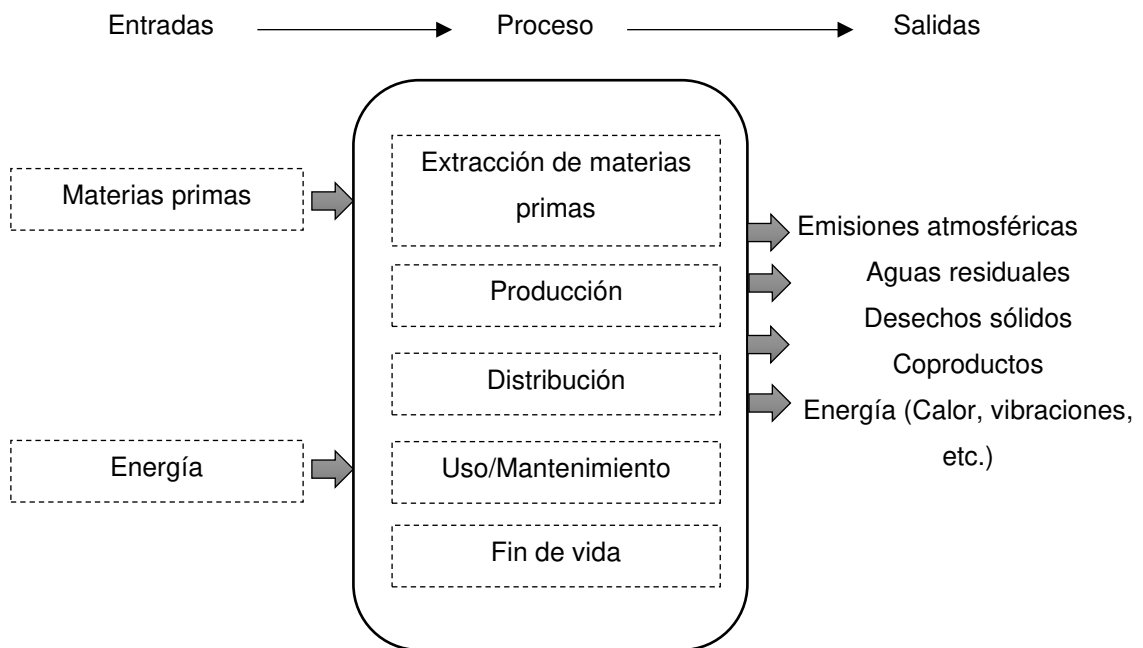 Entradas
Proceso
Salidas
Materias primas
Energía
Extracción de materias
primas
Producción
Distribución
Uso/Mantenimiento
Fin de vida
Emisiones atmosféricas
Aguas residuales
Desechos sólidos
Coproductos
Energía (Calor, vibraciones,
etc.)